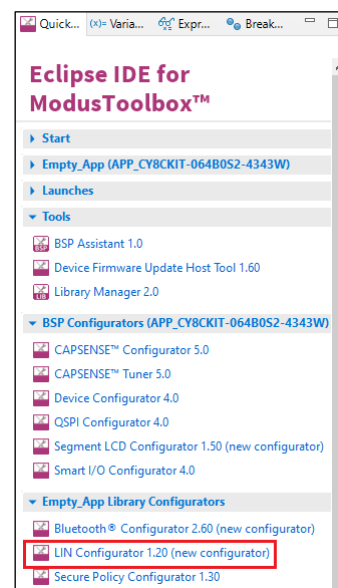 Quick... (x)= Varia... Expr... Break...
Eclipse IDE for
ModusToolbox™
Start
Empty_App (APP_CY8CKIT-064B0S2-4343W)
Launches
Tools
BSP BSP Assistant 1.0
Device Firmware Update Host Tool 1.60
LIB Library Manager 2.0
BSP Configurators (APP_CY8CKIT-064B0S2-4343W)
CAPSENSE™ Configurator 5.0
CAPSENSE™ Tuner 5.0
Device Configurator 4.0
QSPI Configurator 4.0
Segment LCD Configurator 1.50 (new configurator)
Smart I/O Configurator 4.0
Empty_App Library Configurators
Bluetooth® Configurator 2.60 (new configurator)
LIN Configurator 1.20 (new configurator)
Secure Policy Configurator 1.30